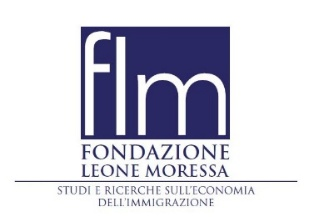 flm
FONDAZIONE
LEONE MORESSA
STUDI E RICERCHE SULL'ECONOMIA
DELL'IMMIGRAZIONE